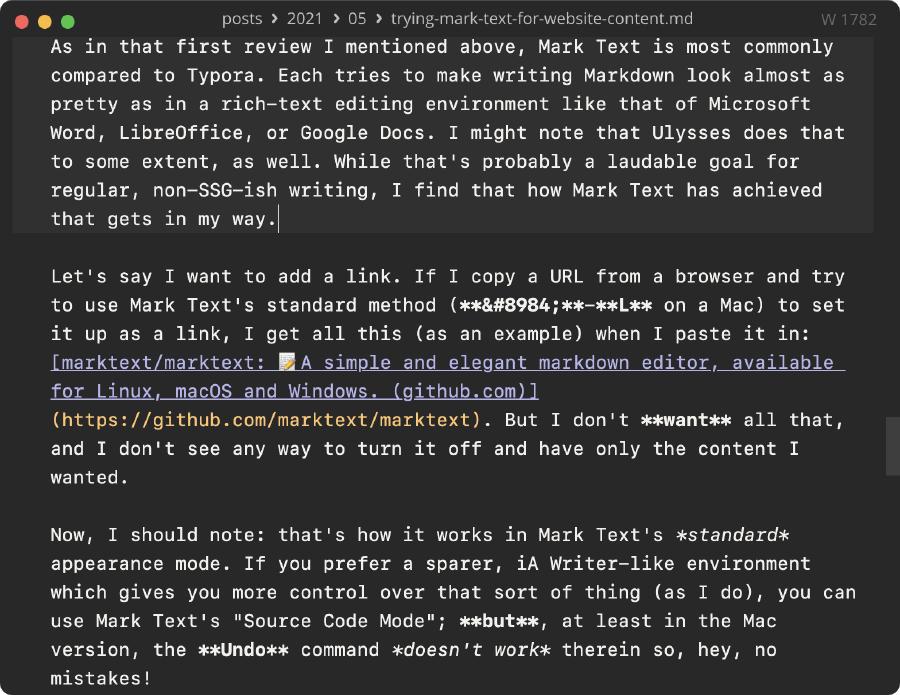 posts > 2021 > 05 > trying-mark-text-for-website-content.md W 1782
As in that first review I mentioned above, Mark Text is most commonly
compared to Typora. Each tries to make writing Markdown look almost as
pretty as in a rich-text editing environment like that of Microsoft
Word, LibreOffice, or Google Docs. I might note that Ulysses does that
to some extent, as well. While that's probably a laudable goal for
regular, non-SSG-ish writing, I find that how Mark Text has achieved
that gets in my way.
Let's say I want to add a link. If I copy a URL from a browser and try
to use Mark Text's standard method (**&#8984;**-**L** on a Mac) to set
it up as a link, I get all this (as an example) when I paste it in:
[marktext/marktext: 📝A simple and elegant markdown editor, available
for Linux, macOS and Windows. (github.com)]
(https://github.com/marktext/marktext). But I don't **want** all that,
and I don't see any way to turn it off and have only the content I
wanted.
Now, I should note: that's how it works in Mark Text's *standard*
appearance mode. If you prefer a sparer, iA Writer-like environment
which gives you more control over that sort of thing (as I do), you can
use Mark Text's "Source Code Mode"; **but**, at least in the Mac
version, the **Undo** command *doesn't work* therein so, hey, no
mistakes!